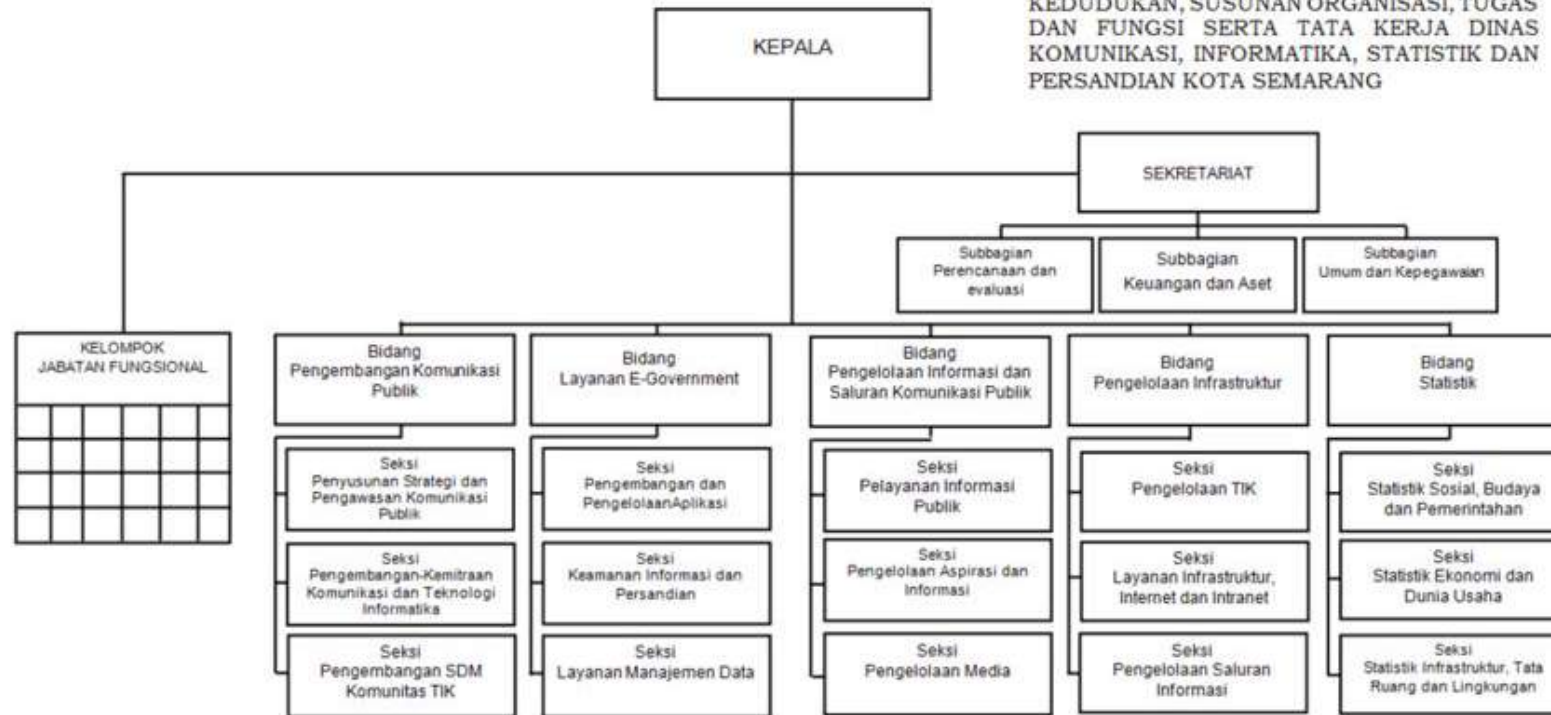 KEDUDUKAN, SUSUNAN ORGANISASI, TUGAS
DAN FUNGSI SERTA TATA KERJA DINAS
KOMUNIKASI, INFORMATIKA, STATISTIK DAN
PERSANDIAN KOTA SEMARANG
KEPALA
SEKRETARIAT
Subbagian
Perencanaan dan
evaluasi
Subbagian
Keuangan dan Aset
Subbagian
Umum dan Kepegawaian
KELOMPOK
JABATAN FUNGSIONAL
Bidang
Pengembangan Komunikasi
Publik
Bidang
Layanan E-Government
Bidang
Pengelolaan Informasi dan
Saluran Komunikasi Publik
Bidang
Pengelolaan Infrastruktur
Bidang
Statistik
Seksi
Penyusunan Strategi dan
Pengawasan Komunikasi
Publik
Seksi
Pengembangan dan
PengelolaanAplikasi
Seksi
Pelayanan Informasi
Publik
Seksi
Pengelolaan TIK
Seksi
Statistik Sosial, Budaya
dan Pemerintahan
Seksi
Pengembangan-Kemitraan
Komunikasi dan Teknologi
Informatika
Seksi
Keamanan Informasi dan
Persandian
Seksi
Pengelolaan Aspirasi dan
Informasi
Seksi
Layanan Infrastruktur,
Internet dan Intranet
Seksi
Statistik Ekonomi dan
Dunia Usaha
Seksi
Pengembangan SDM
Komunitas TIK
Seksi
Layanan Manajemen Data
Seksi
Pengelolaan Media
Seksi
Pengelolaan Saluran
Informasi
Seksi
Statistik Infrastruktur, Tata
Ruang dan Lingkungan